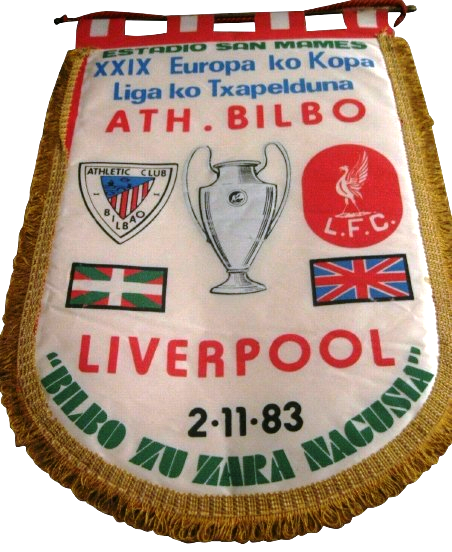 ESTADIO SAN MAMES
XXIX Europa ko Kopa
Liga ko Txapelduna
ATH. BILBO
ATHLETIC CLUB
BILBAO
L.F.C.
LIVERPOOL
2·11·83
"BILBO ZU ZARA NAGUSIA"